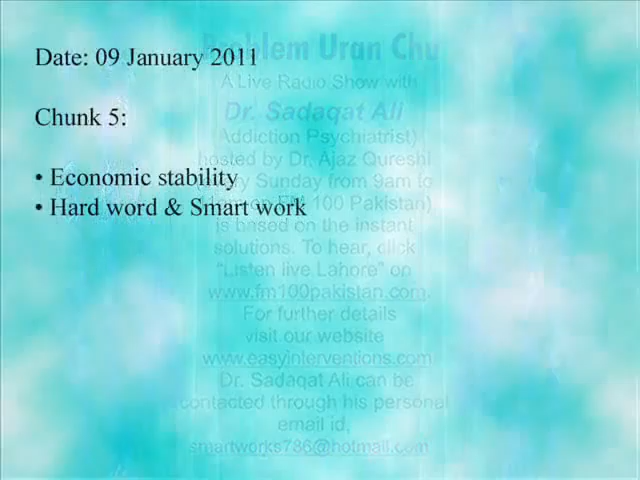 Date: 09 January 2011
Chunk 5:
• Economic stability
• Hard word & Smart work
Problem Uran Chu
A Live Radio Show with
Dr. Sadaqat Ali
Addiction Psychiatrist)
hosted by Dr. Ajaz Qureshi
Sunday from 9am to
FM 100 Pakistan)
is based on the instant
solutions. To hear, click
"Listen live Lahore" on
www.fm100pakistan.com.
For further details
visit our website
www.easyinterventions.com
Dr. Sadaqat Ali can be
contacted through his personal
email id,
smartworks786@hotmail.com